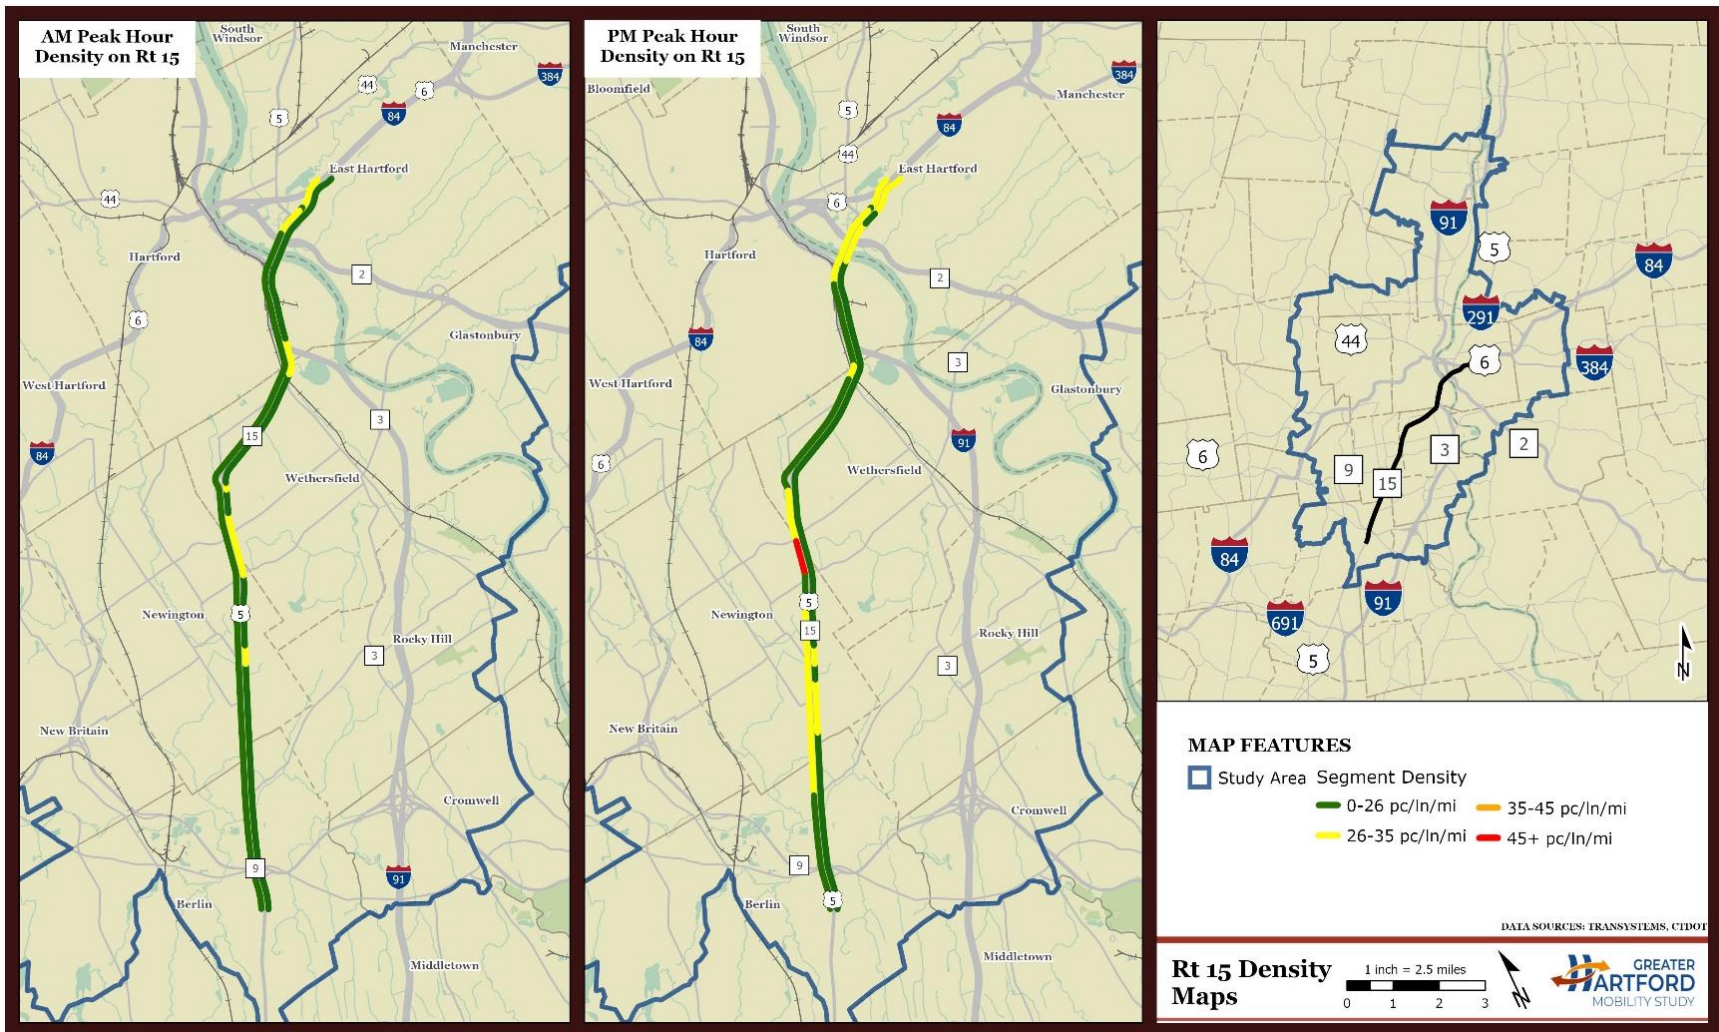 AM Peak Hour
Density on Rt 15
South
Windsor
Manchester
384
44
6
5
84
East Hartford
44
Hartford
2
6
Glastonbury
West Hartford
3
15
84
Wethersfield
5
Newington
Rocky Hill
3
New Britain
Cromwell
9
91
Berlin
Middletown
PM Peak Hour
Density on Rt 15
South
Windsor
384
Bloomfield
Manchester
5
84
44
East Hartford
6
Hartford
2
84
3
West Hartford
Glastonbury
91
6
Wethersfield
5
Newington
15
Rocky Hill
3
New Britain
Cromwell
9
5
Berlin
Middletown
91
5
84
291
44
6
384
6
9
15
3
2
84
91
691
5
N
MAP FEATURES
Study Area Segment Density
0-26 pc/ln/mi
35-45 pc/ln/mi
26-35 pc/ln/mi
45+ pc/ln/mi
DATA SOURCES: TRANSYSTEMS, CTDOT
Rt 15 Density
Maps
1 inch = 2.5 miles
0 1 2 3
N
GREATER
HARTFORD
MOBILITY STUDY